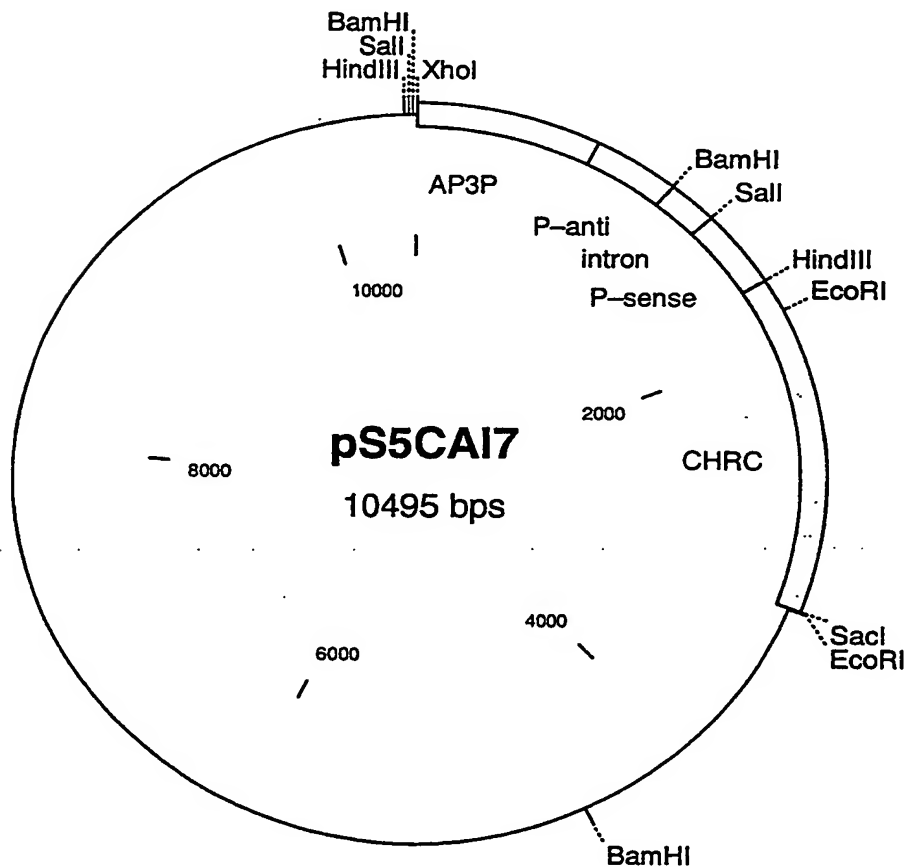 BamHI
SalI
HindIII
XhoI
AP3P
BamHI
SalI
P–anti
intron
P–sense
HindIII
EcoRI
10000
2000
pS5CAI7
10495 bps
CHRC
8000
4000
6000
SacI
EcoRI
BamHI